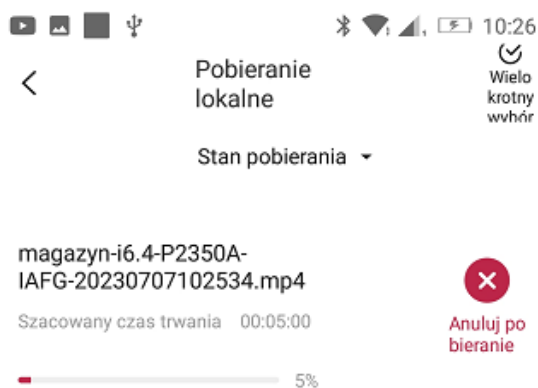 10:26
Pobieranie
lokalne
Wielo
krotny
wybór
Stan pobierania
magazyn-i6.4-P2350A-
IAFG-20230707102534.mp4
Szacowany czas trwania 00:05:00
Anuluj po
bieranie
5%